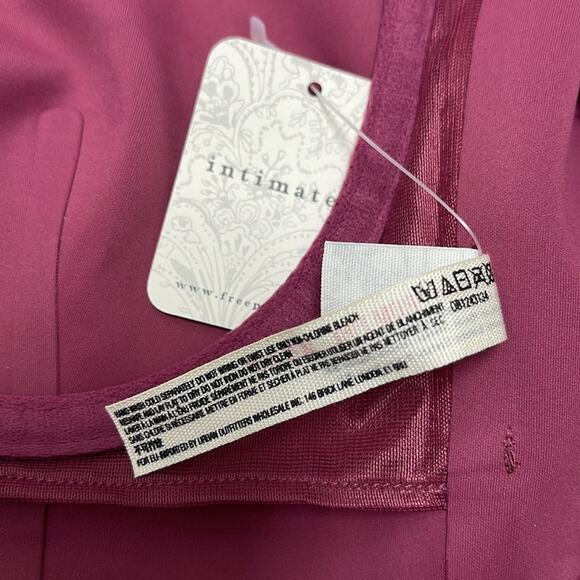 intimate
www.freep
OB1243134
HAND WASH COLD SEPARATELY DO NOT WRING OR TWIST USE ONLY NON-CHLORINE BLEACH
RESHAPE AND LAY FLAT TO DRY DO NOT IRON DO NOT DRY CLEAN
LAVER À LA MAIN À L'EAU FROIDE SÉPARÉMENT NE PAS TORDRE OU ESSORER UTILISER UN AGENT DE BLANCHIMENT
SANS CHLORE SI NÉCESSAIRE METTRE EN FORME ET SÉCHER À PLAT NE PAS REPASSER NE PAS NETTOYER À SEC
不可拧绞
FOR EU-IMPORTED BY URBAN OUTFITTERS WHOLESALE INC. 146 BRICK LANE, LONDON, E1 6RU